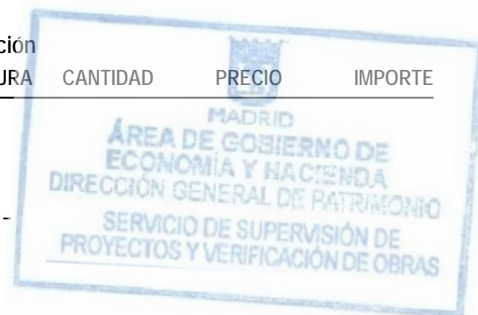 ción
URA CANTIDAD PRECIO IMPORTE
MADRID
ÁREA DE GOBIERNO DE
ECONOMÍA Y HACIENDA
DIRECCIÓN GENERAL DE PATRIMONIO
SERVICIO DE SUPERVISIÓN DE
PROYECTOS Y VERIFICACIÓN DE OBRAS